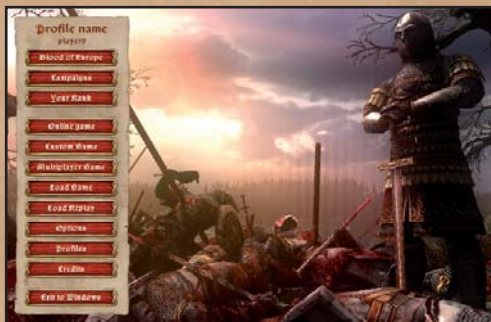 Profile name
player0
Blood of Europe
Campaigns
Your Rank
Online game
Custom Game
Multiplayer Game
Load Game
Load Replay
Options
Profiles
Credits
Exit to Windows